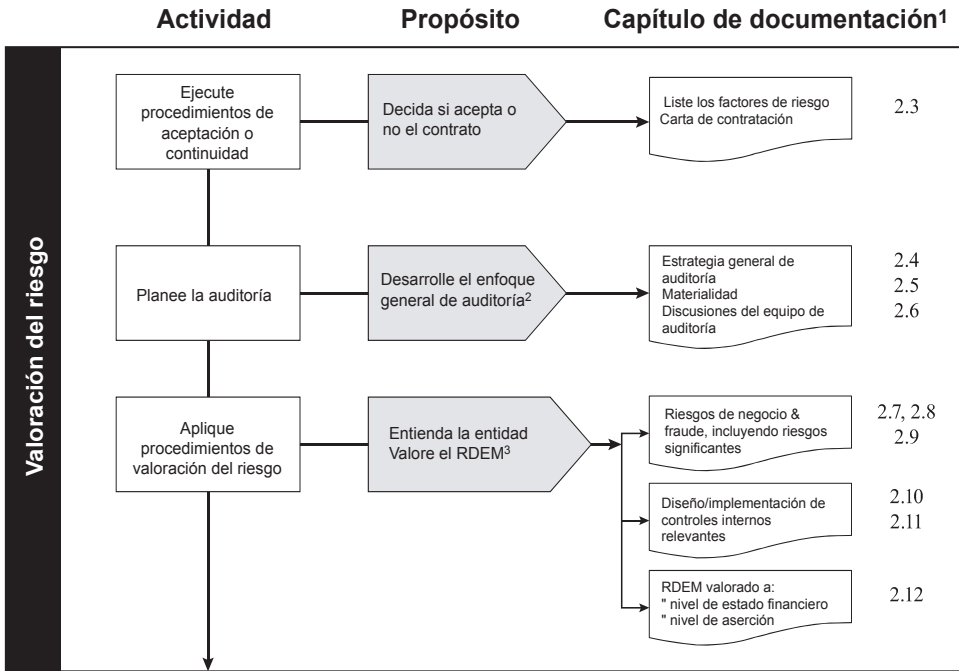 Actividad
Propósito
Capítulo de documentación¹
Valoración del riesgo
Ejecute
procedimientos de
aceptación o
continuidad
Decida si acepta o
no el contrato
Liste los factores de riesgo
Carta de contratación
2.3
Planee la auditoría
Desarrolle el enfoque
general de auditoría²
Estrategia general de
auditoría
Materialidad
Discusiones del equipo de
auditoría
2.4
2.5
2.6
Aplique
procedimientos de
valoración del riesgo
Entienda la entidad
Valore el RDEM³
Riesgos de negocio &
fraude, incluyendo riesgos
significantes
2.7, 2.8
2.9
Diseño/implementación de
controles internos
relevantes
2.10
2.11
RDEM valorado a:
" nivel de estado financiero
" nivel de aserción
2.12